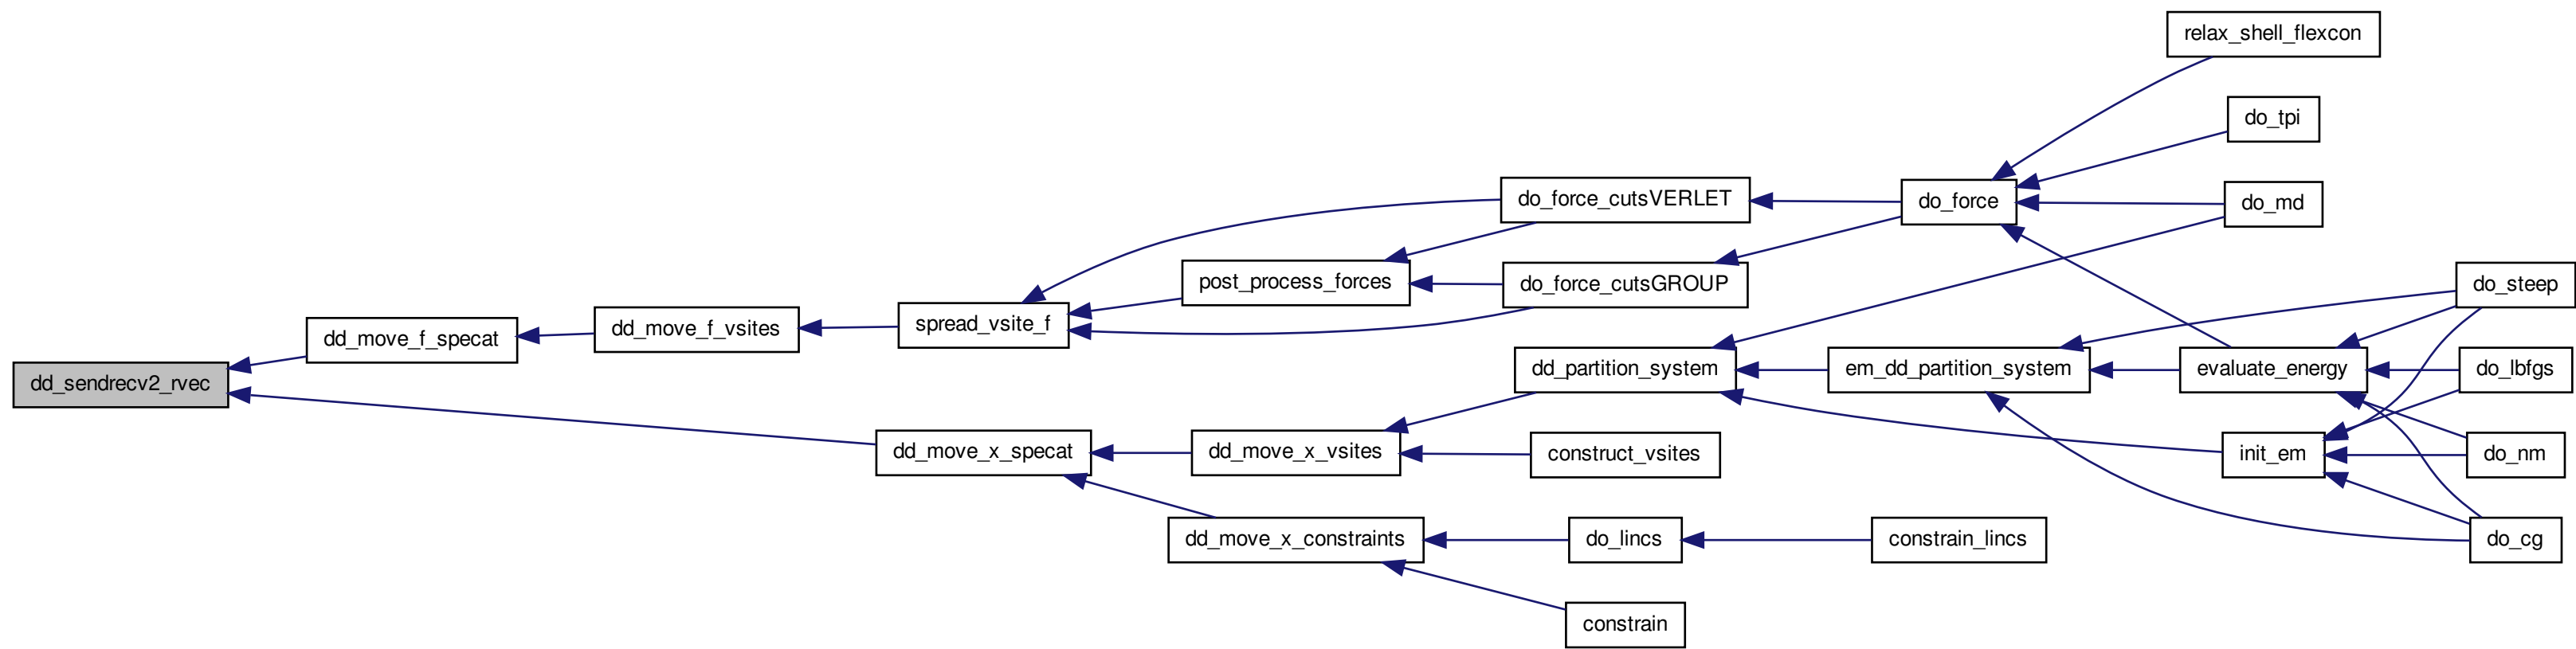 relax_shell_flexcon
do_tpi
do_force_cutsVERLET
do_force
do_md
post_process_forces
do_force_cutsGROUP
do_steep
dd_move_f_specat
dd_move_f_vsites
spread_vsite_f
dd_sendrecv2_rvec
dd_partition_system
em_dd_partition_system
evaluate_energy
do_lbfgs
dd_move_x_specat
dd_move_x_vsites
construct_vsites
init_em
do_nm
dd_move_x_constraints
do_lincs
constrain_lincs
do_cg
constrain